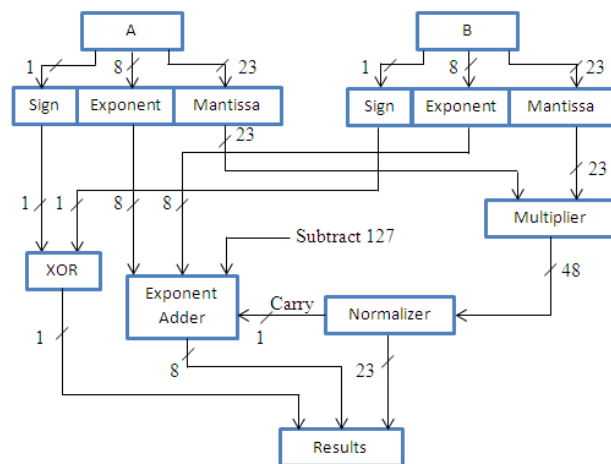 A B
1 8 23 1 8 23
Sign Exponent Mantissa Sign Exponent Mantissa
23
23
1 1 8 8
Multiplier
Subtract 127
48
XOR
Exponent
Adder
Carry
Normalizer
1
1
8
23
Results